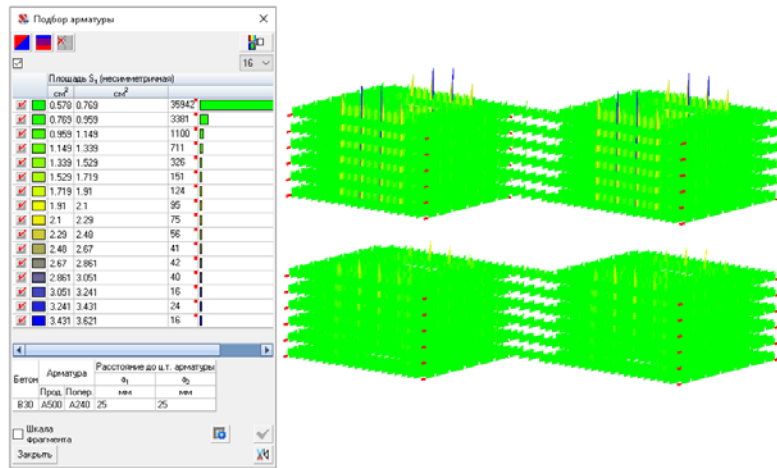 Подбор арматуры
16
Площадь S₁ (несимметричная)
см² см²
0.578 0.769 35942
0.769 0.959 3381
0.959 1.149 1100
1.149 1.339 711
1.339 1.529 326
1.529 1.719 151
1.719 1.91 124
1.91 2.1 95
2.1 2.29 75
2.29 2.48 56
2.48 2.67 41
2.67 2.861 42
2.861 3.051 40
3.051 3.241 16
3.241 3.431 24
3.431 3.621 16
Бетон Арматура Расстояние до ц.т. арматуры
a₁ a₂
Прод. Попер. мм мм
B30 A500 A240 25 25
Шкала
фрагмента
Закрыть